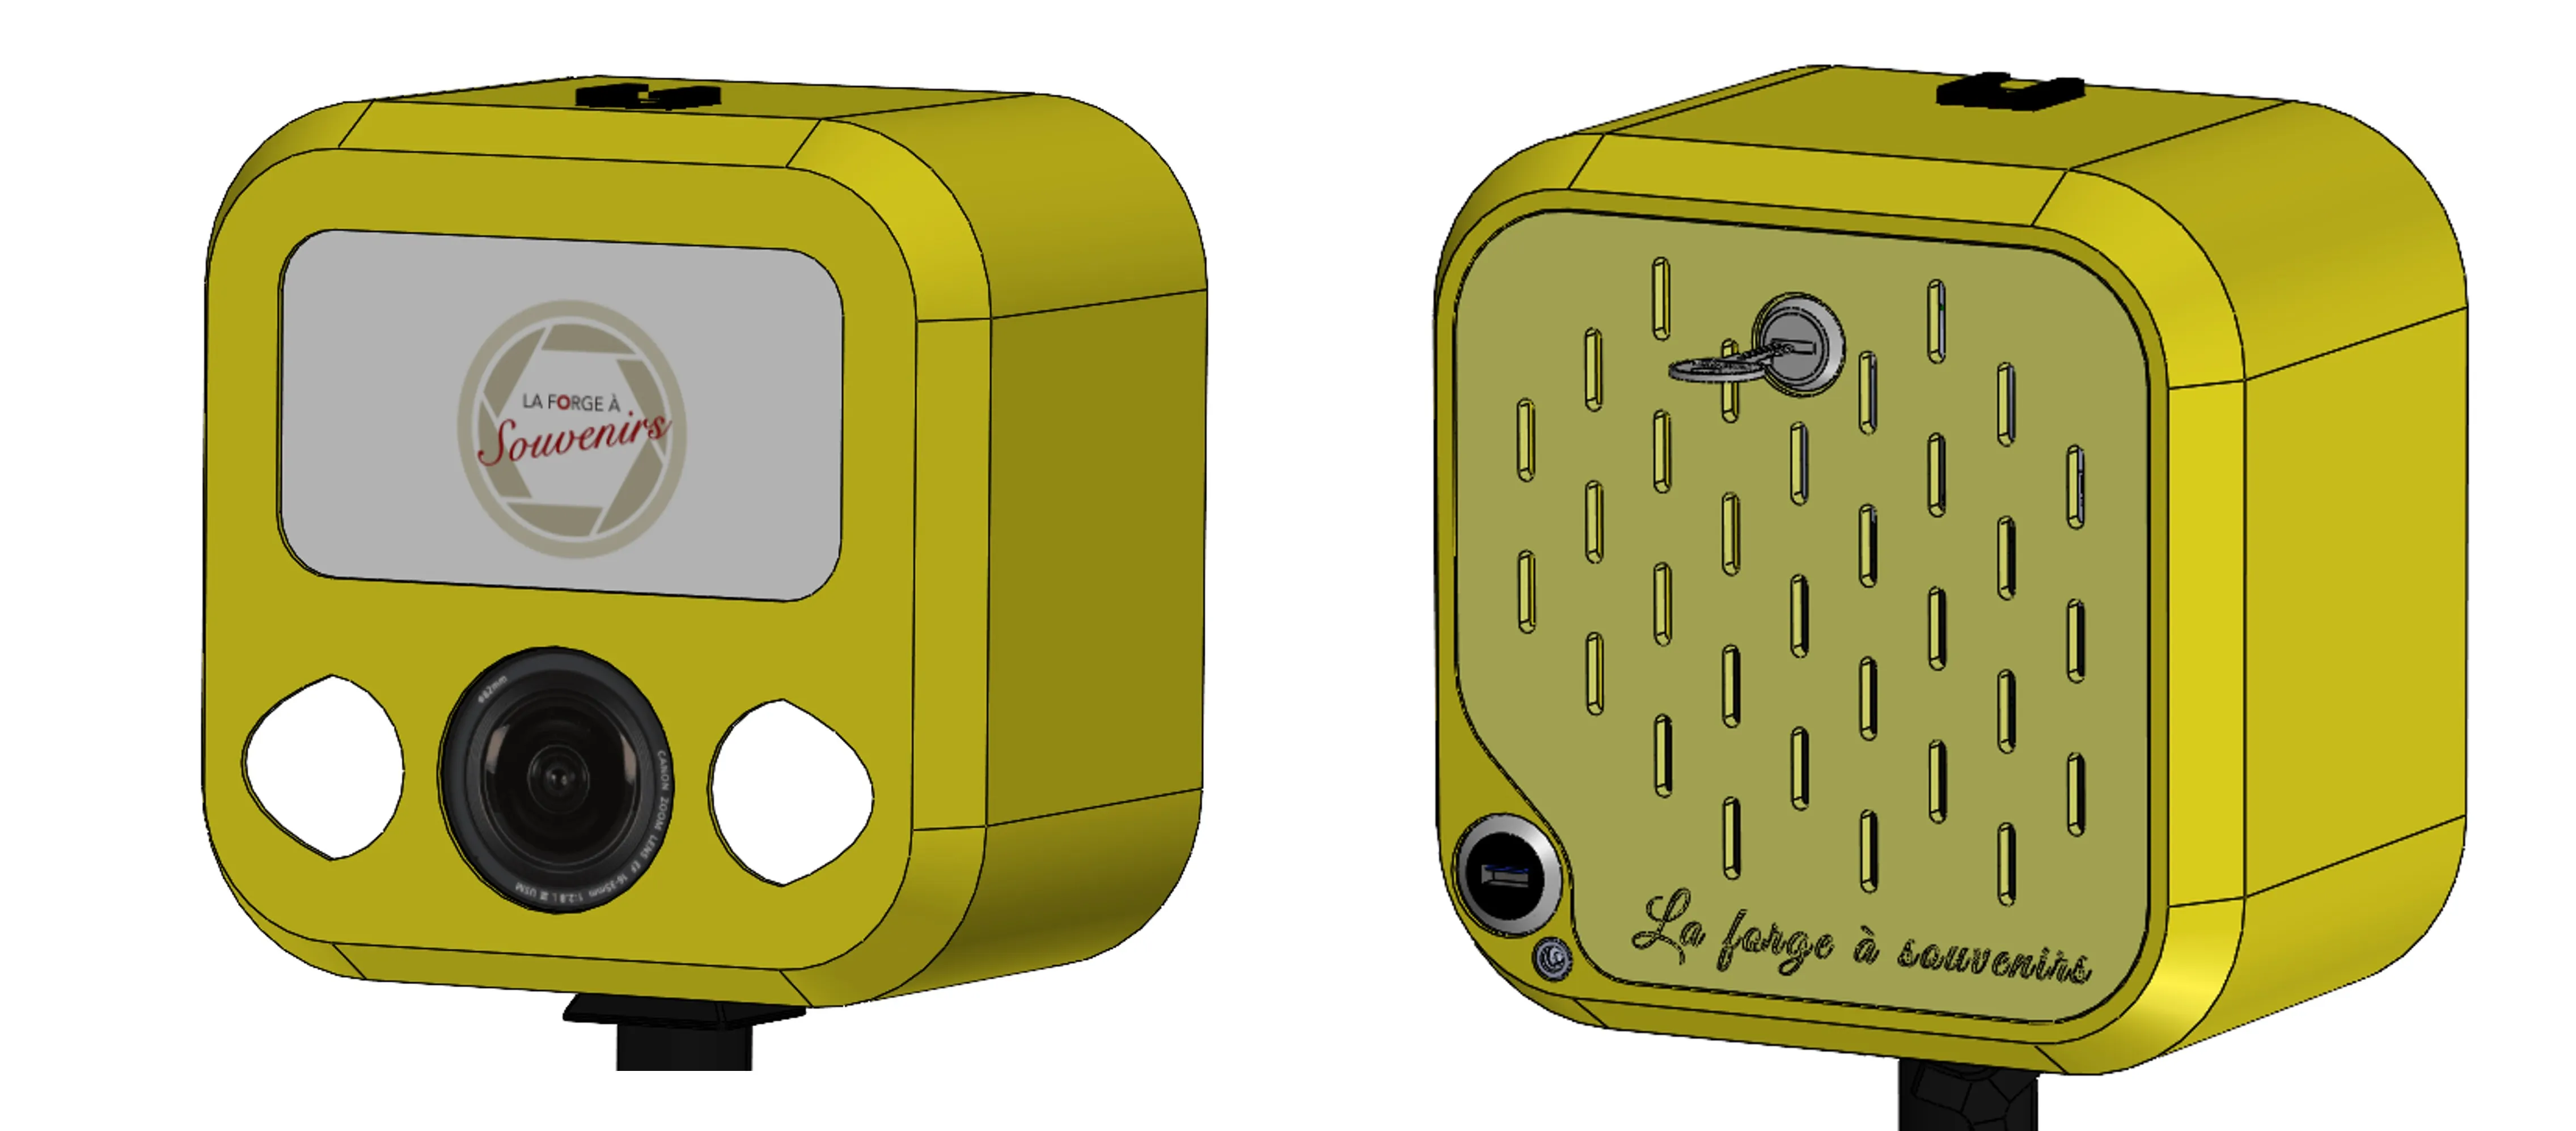 LA FORGE À
Souvenirs
ø82mm
CANON ZOOM LENS EF 16-35mm 1:2.8 L III USM
La forge à souvenirs